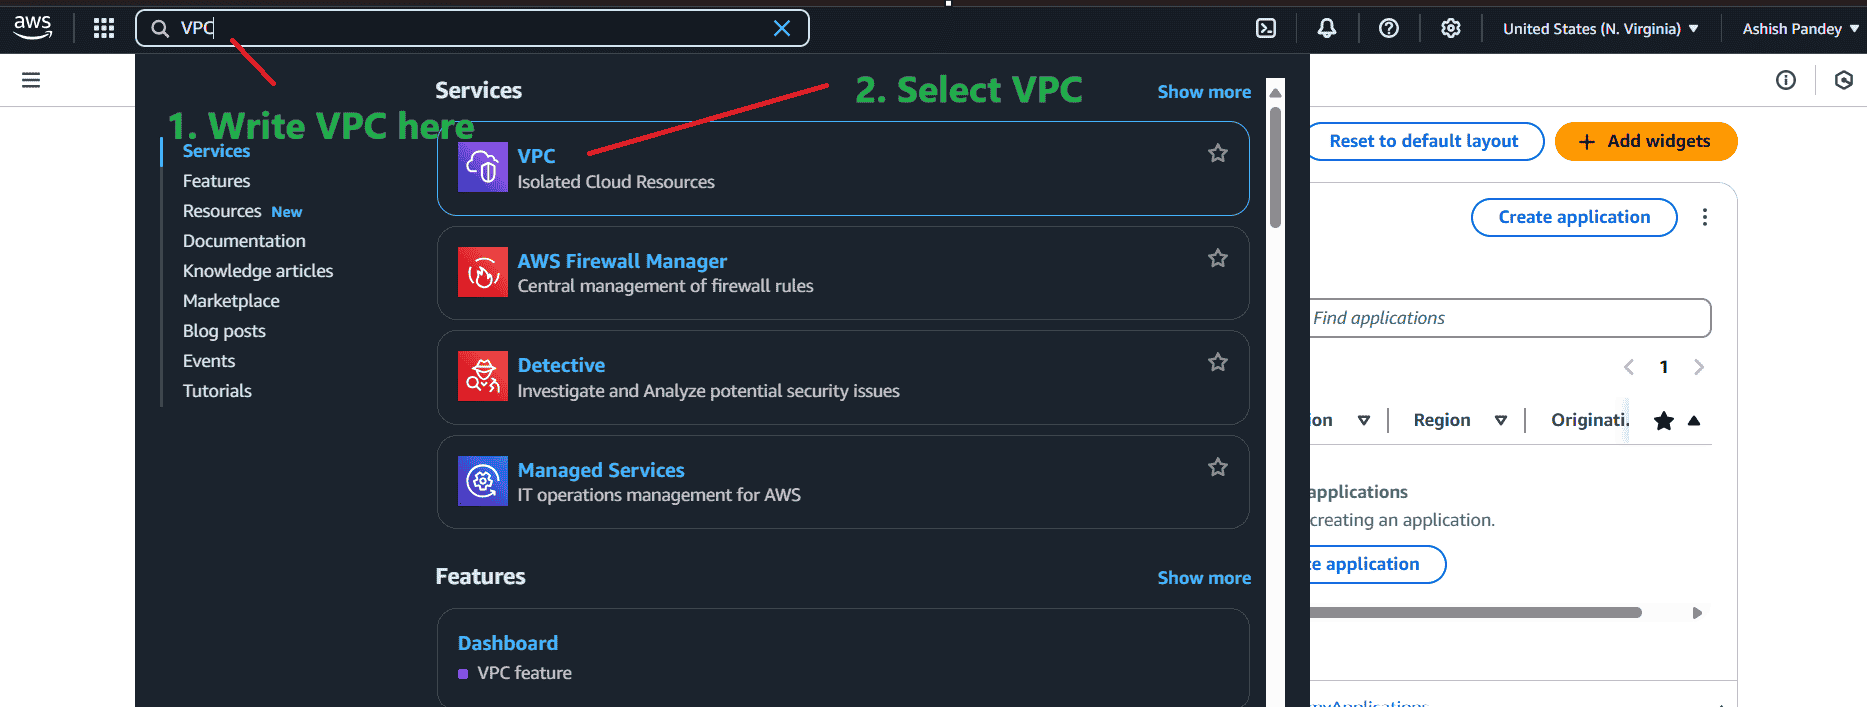 aws
VPC
United States (N. Virginia)
Ashish Pandey
1. Write VPC here
2. Select VPC
Services
Features
Resources New
Documentation
Knowledge articles
Marketplace
Blog posts
Events
Tutorials
Services
Show more
VPC
Isolated Cloud Resources
AWS Firewall Manager
Central management of firewall rules
Detective
Investigate and Analyze potential security issues
Managed Services
IT operations management for AWS
Features
Show more
Dashboard
VPC feature
Reset to default layout
+ Add widgets
Create application
Find applications
1
ion
Region
Originati.
applications
creating an application.
te application
myApplications